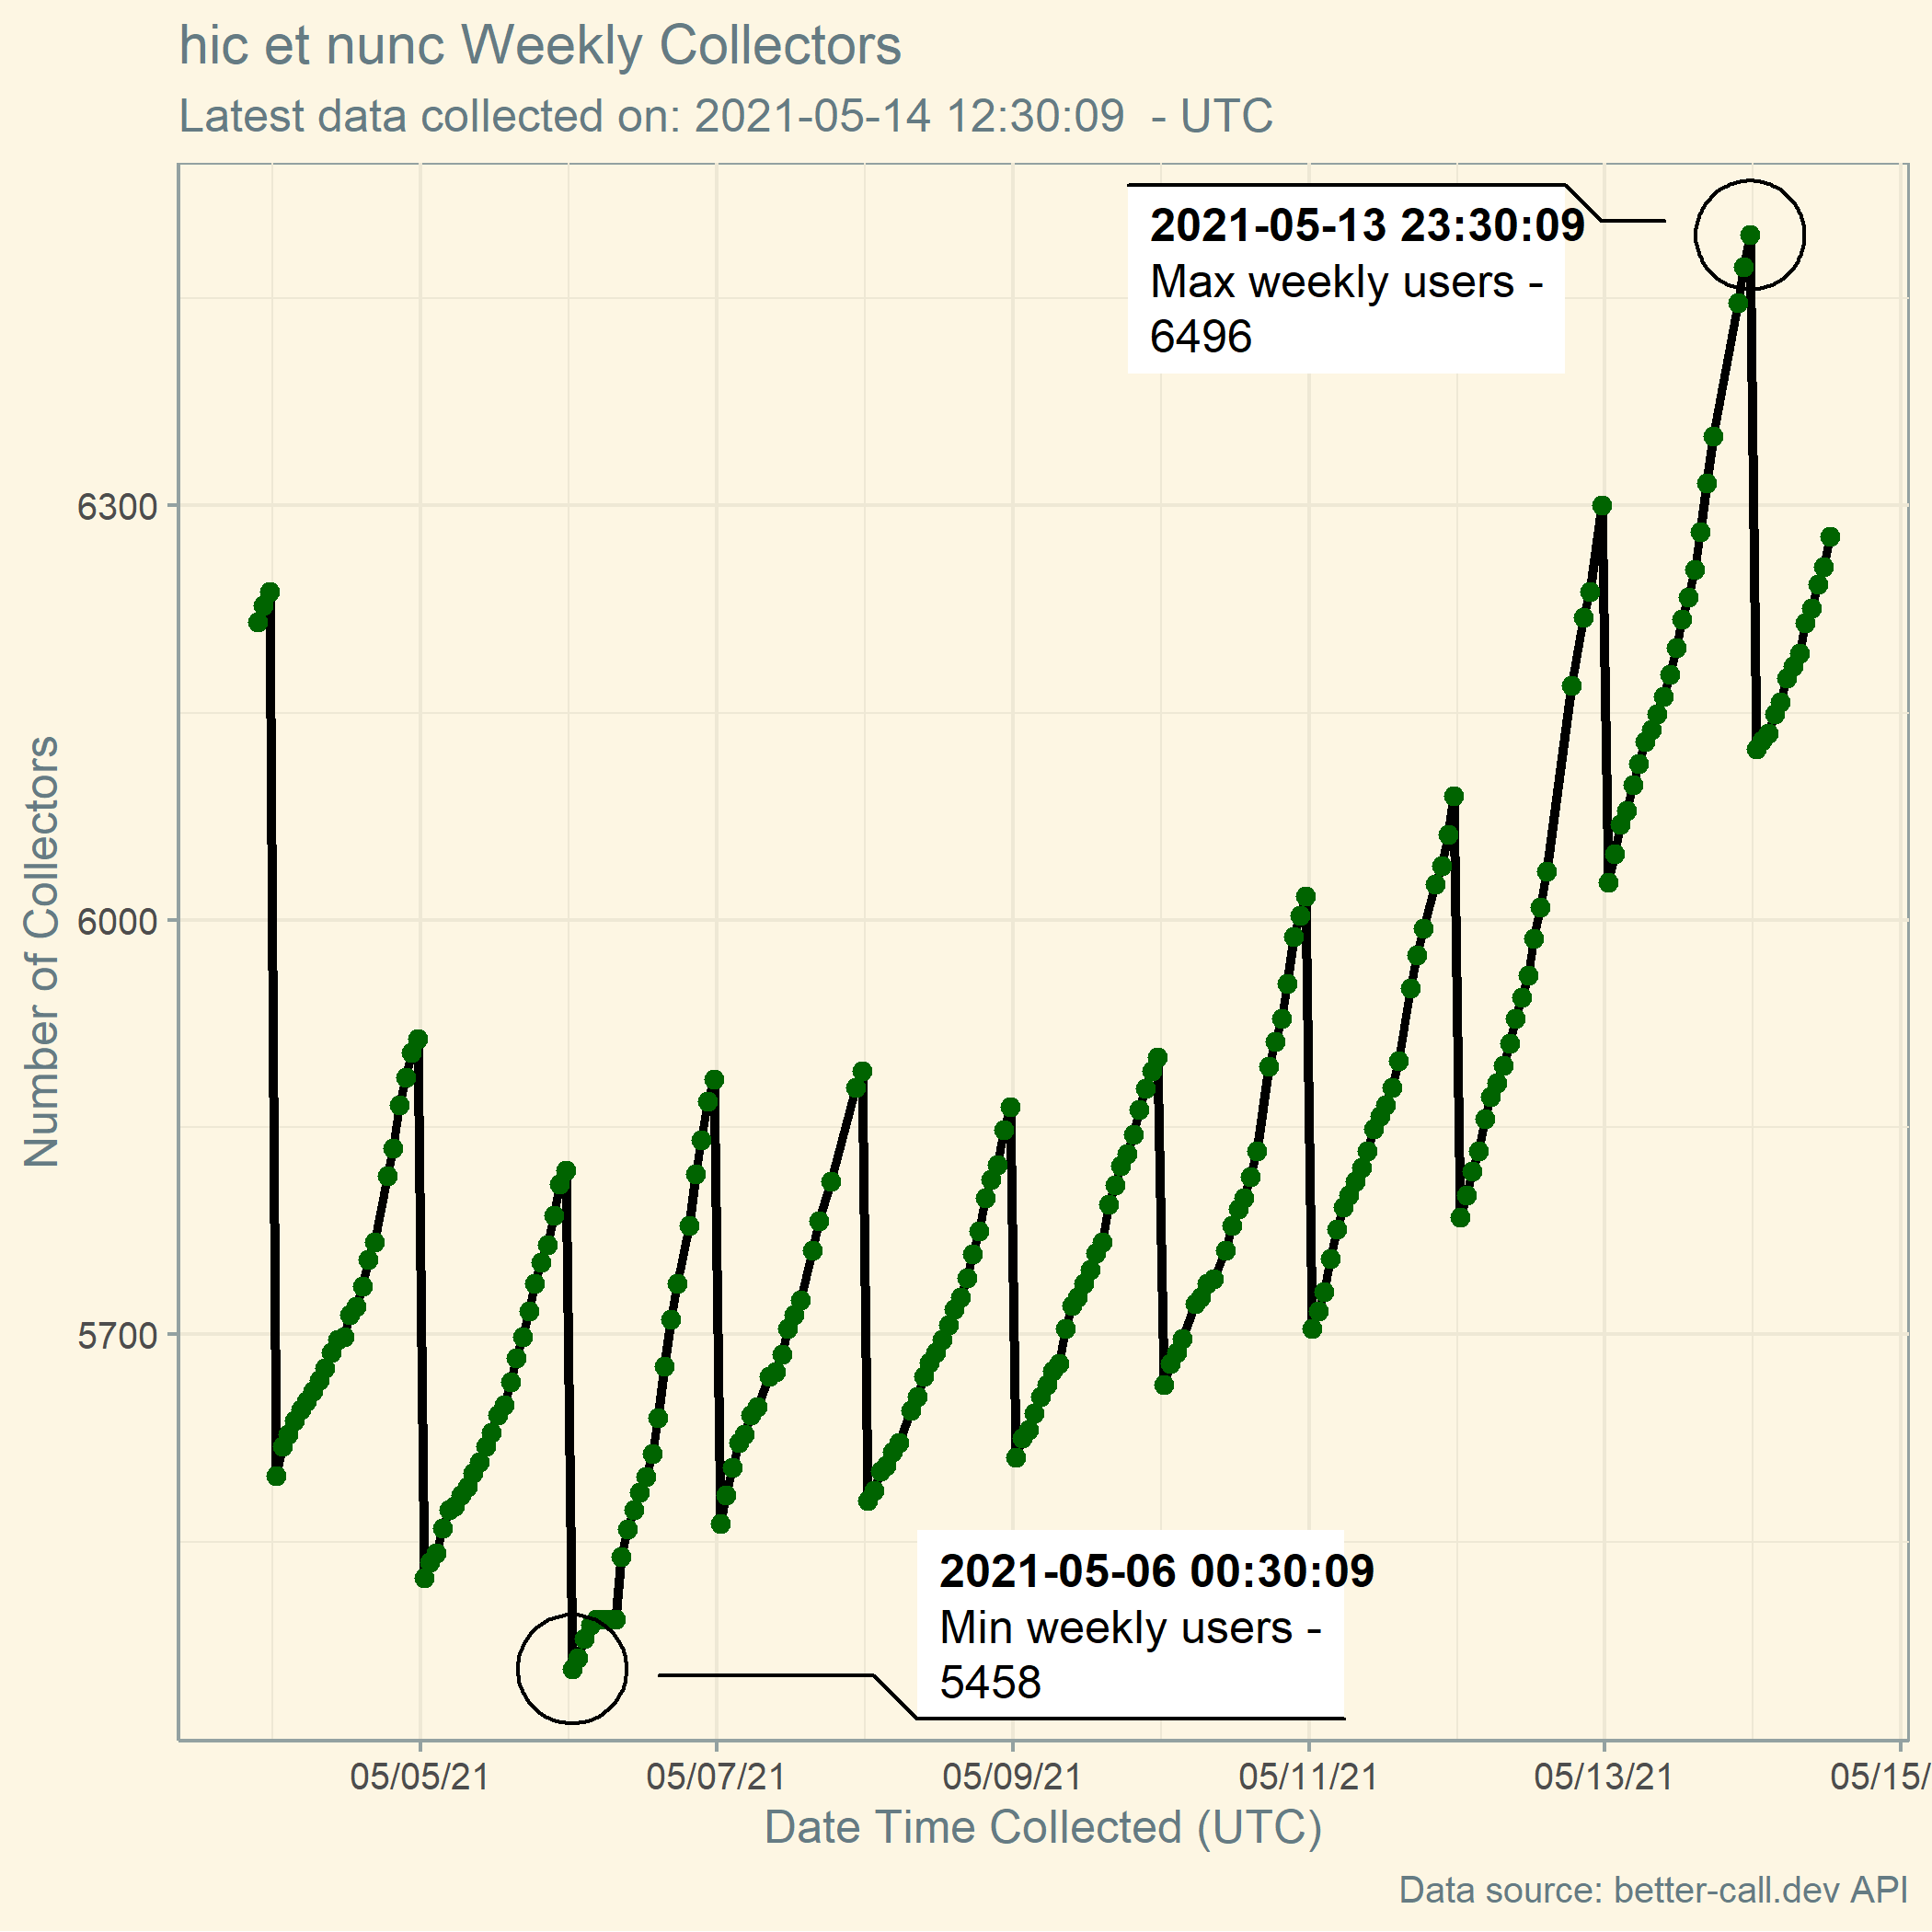 hic et nunc Weekly Collectors
Latest data collected on: 2021-05-14 12:30:09  - UTC
2021-05-13 23:30:09
Max weekly users -
6496
6300
6000
5700
Number of Collectors
2021-05-06 00:30:09
Min weekly users -
5458
05/05/21
05/07/21
05/09/21
05/11/21
05/13/21
05/15/
Date Time Collected (UTC)
Data source: better-call.dev API